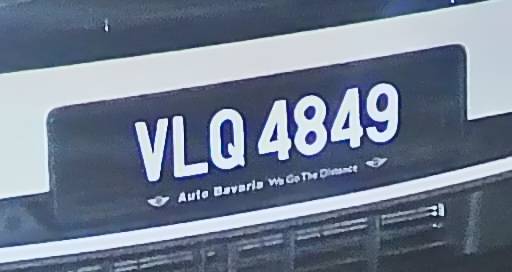 VLQ 4849
Auto Bavaria We Go The Distance